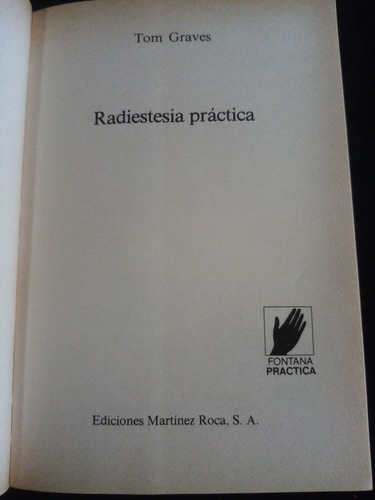 Tom Graves
Radiestesia práctica
FONTANA
PRACTICA
Ediciones Martínez Roca, S. A.